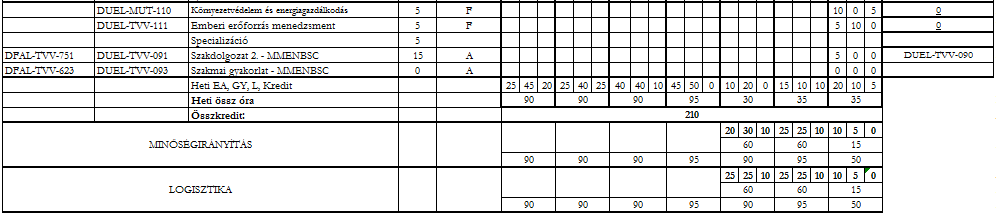 DUEL-MUT-110 Környezetvédelem és energiagazdálkodás 5 F 10 0 5 0
DUEL-TVV-111 Emberi erőforrás menedzsment 5 F 5 10 0 0
Specializáció 5
DFAL-TVV-751 DUEL-TVV-091 Szakdolgozat 2. - MMENBSC 15 A 5 0 0 DUEL-TVV-090
DFAL-TVV-623 DUEL-TVV-093 Szakmai gyakorlat - MMENBSC 0 A 0 0 0
Heti EA, GY, L, Kredit 25 45 20 25 40 25 40 40 10 45 50 0 10 20 0 15 10 10 20 10 5
Heti össz óra 90 90 90 95 30 35 35
Összkredit: 210
20 30 10 25 25 10 10 5 0
MINŐSÉGIRÁNYÍTÁS 60 60 15
90 90 90 95 90 95 50
25 25 10 25 25 10 10 5 0
LOGISZTIKA 60 60 15
90 90 90 95 90 95 50